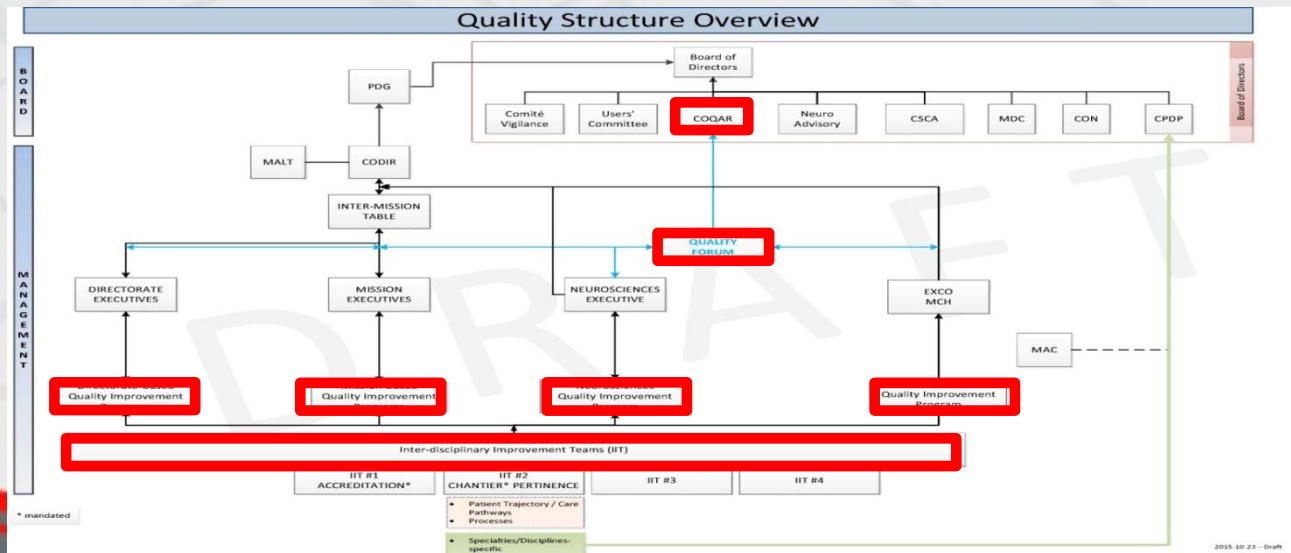 Quality Structure Overview
BOARD
Board of
Directors
Board of Directors
PDG
Comité
Vigilance
Users'
Committee
COQAR
Neuro
Advisory
CSCA
MDC
CON
CPDP
MALT
CODIR
INTER-MISSION
TABLE
QUALITY
FORUM
MANAGEMENT
DIRECTORATE
EXECUTIVES
MISSION
EXECUTIVES
NEUROSCIENCES
EXECUTIVE
EXCO
MCH
MAC
DRAFT
Quality Improvement
Quality Improvement
Neurosciences
Quality Improvement
Quality Improvement
Program
Inter-disciplinary Improvement Teams (IIT)
IIT #1
ACCREDITATION*
IIT #2
CHANTIER* PERTINENCE
IIT #3
IIT #4
• Patient Trajectory / Care
Pathways
• Processes
• Specialties/Disciplines-
specific
* mandated
2015-10-23 – Draft